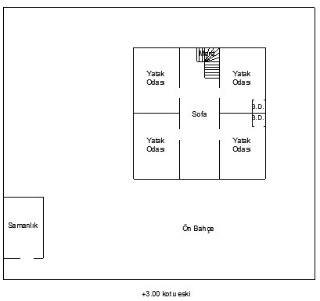 Yatak
Odası
Yatak
Odası
B.D.
Sofa
B.D.
Yatak
Odası
Yatak
Odası
Samanlık
Ön Bahçe
+3.00 kotu eski